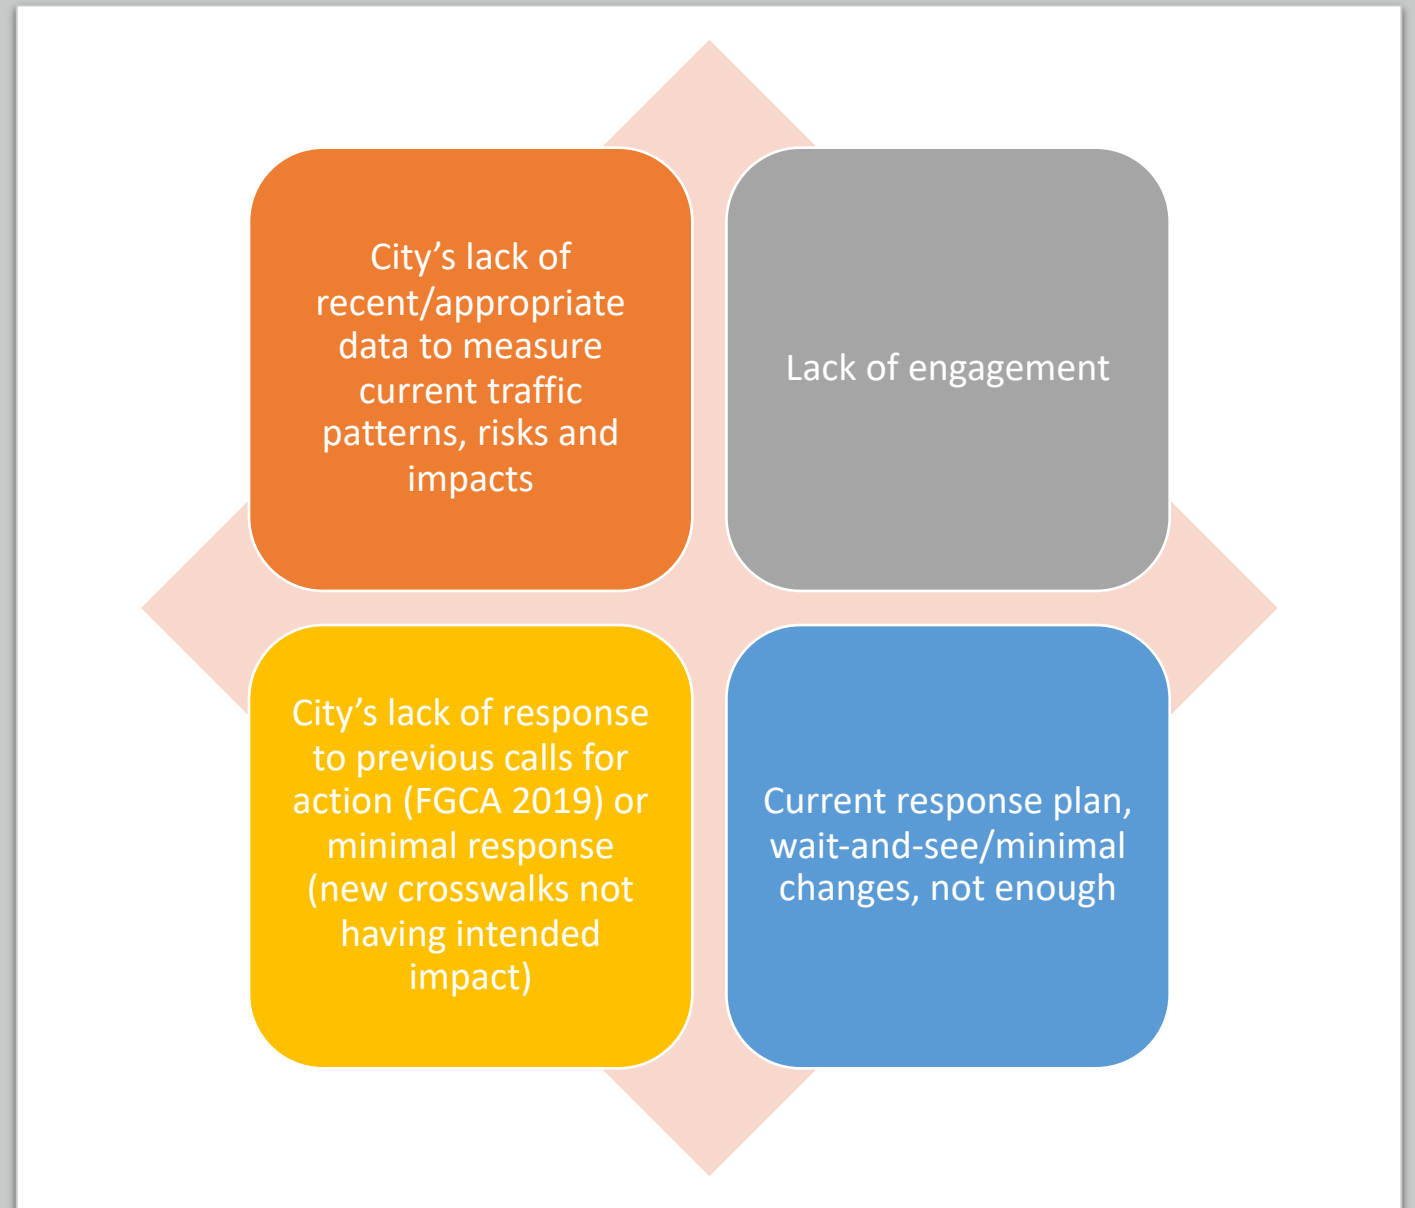 City’s lack of
recent/appropriate
data to measure
current traffic
patterns, risks and
impacts
Lack of engagement
City’s lack of response
to previous calls for
action (FGCA 2019) or
minimal response
(new crosswalks not
having intended
impact)
Current response plan,
wait-and-see/minimal
changes, not enough